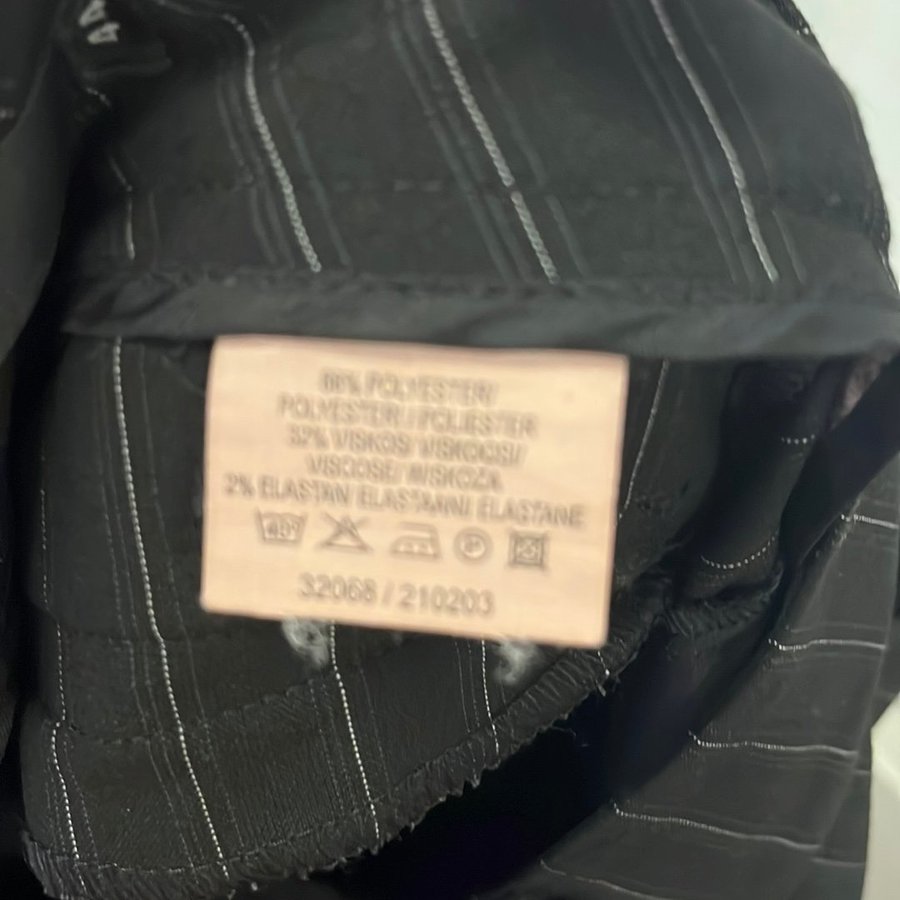 66% POLYESTER/
POLYESTER / POLIESTER
32% VISKOS/ VISKOOSI/
VISCOSE/ WISKOZA
2% ELASTAN/ ELASTAANI/ ELASTANE
40°
32068 / 210203